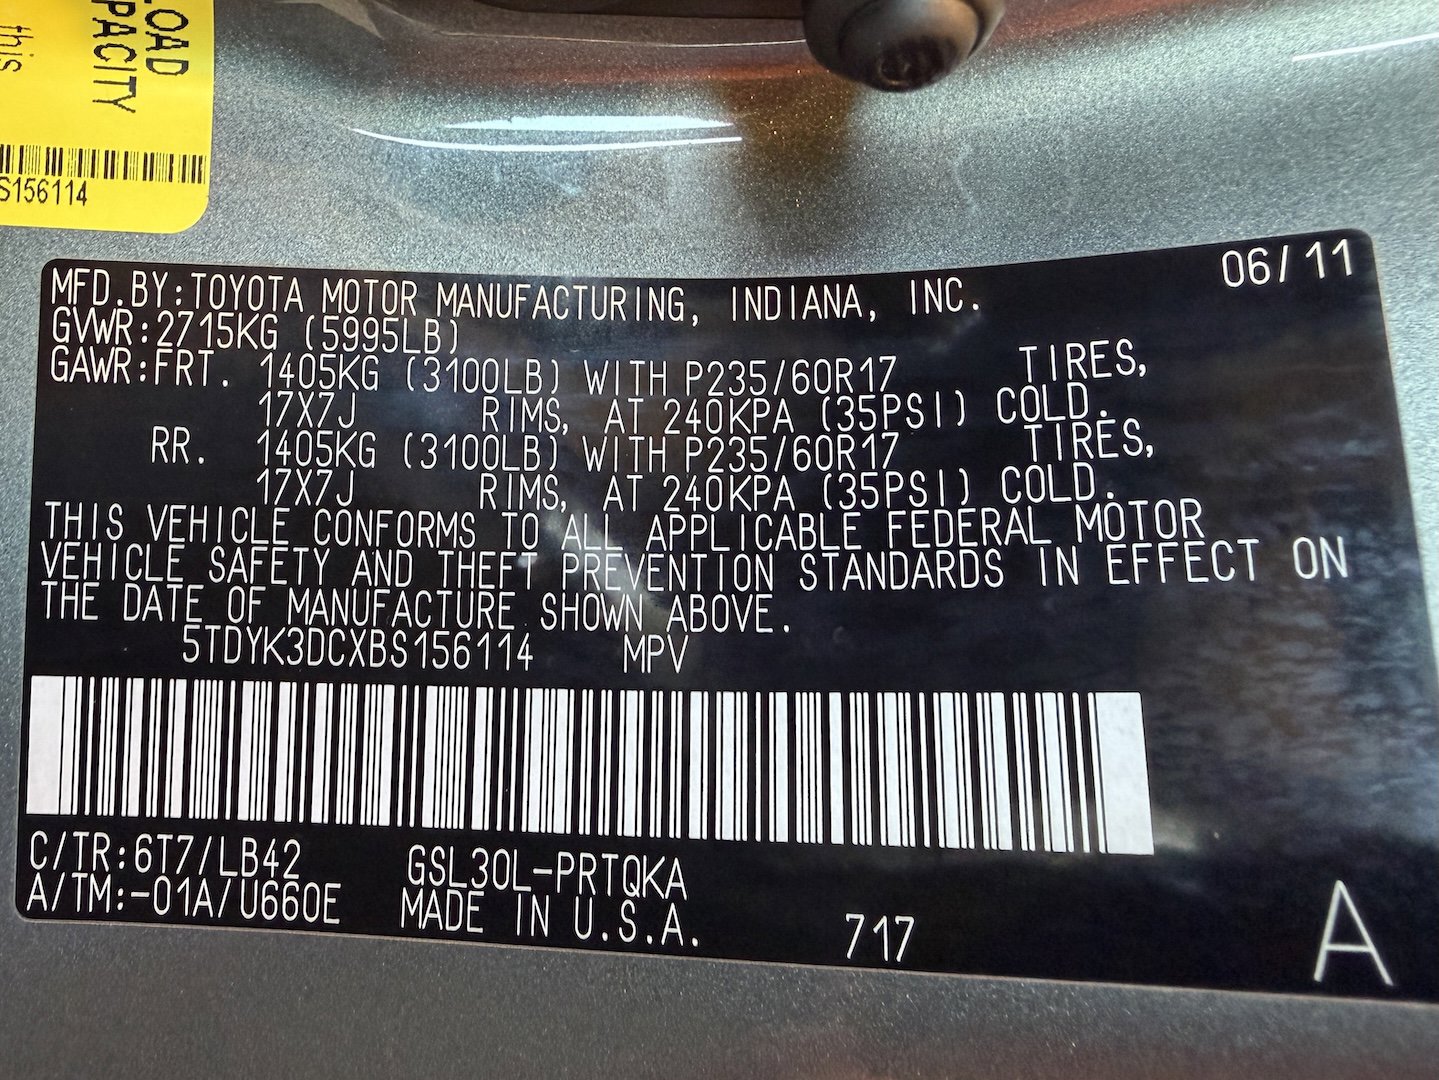 LOAD
PACITY
this
S156114
MFD.BY:TOYOTA MOTOR MANUFACTURING, INDIANA, INC. 06/11
GVWR:2715KG (5995LB)
GAWR:FRT. 1405KG (3100LB) WITH P235/60R17 TIRES,
17X7J RIMS, AT 240KPA (35PSI) COLD.
RR. 1405KG (3100LB) WITH P235/60R17 TIRES,
17X7J RIMS, AT 240KPA (35PSI) COLD.
THIS VEHICLE CONFORMS TO ALL APPLICABLE FEDERAL MOTOR
VEHICLE SAFETY AND THEFT PREVENTION STANDARDS IN EFFECT ON
THE DATE OF MANUFACTURE SHOWN ABOVE.
5TDYK3DCXBS156114 MPV
C/TR:6T7/LB42 GSL30L-PRTQKA
A/TM:-01A/U660E MADE IN U.S.A. 717 A